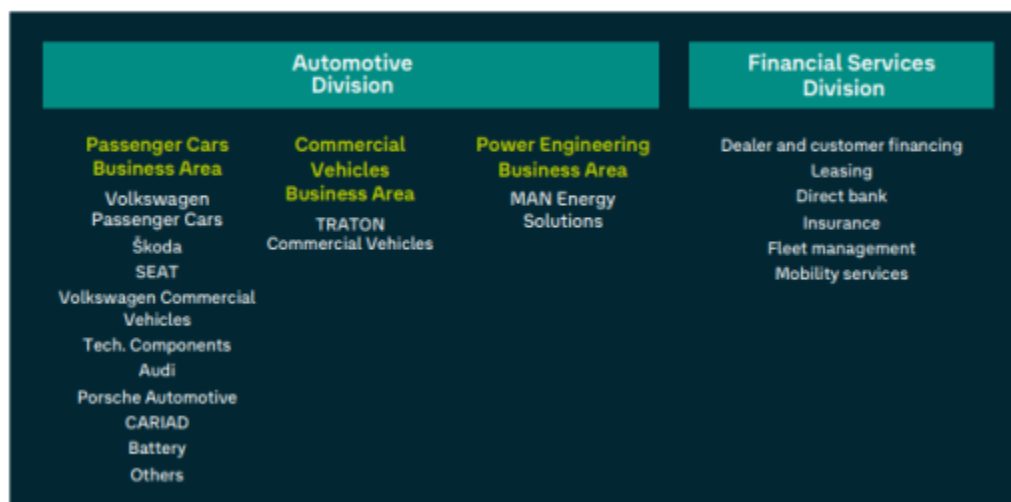 Automotive
Division
Passenger Cars
Business Area
Volkswagen
Passenger Cars
Škoda
SEAT
Volkswagen Commercial
Vehicles
Tech. Components
Audi
Porsche Automotive
CARIAD
Battery
Others
Commercial
Vehicles
Business Area
TRATON
Commercial Vehicles
Power Engineering
Business Area
MAN Energy
Solutions
Financial Services
Division
Dealer and customer financing
Leasing
Direct bank
Insurance
Fleet management
Mobility services